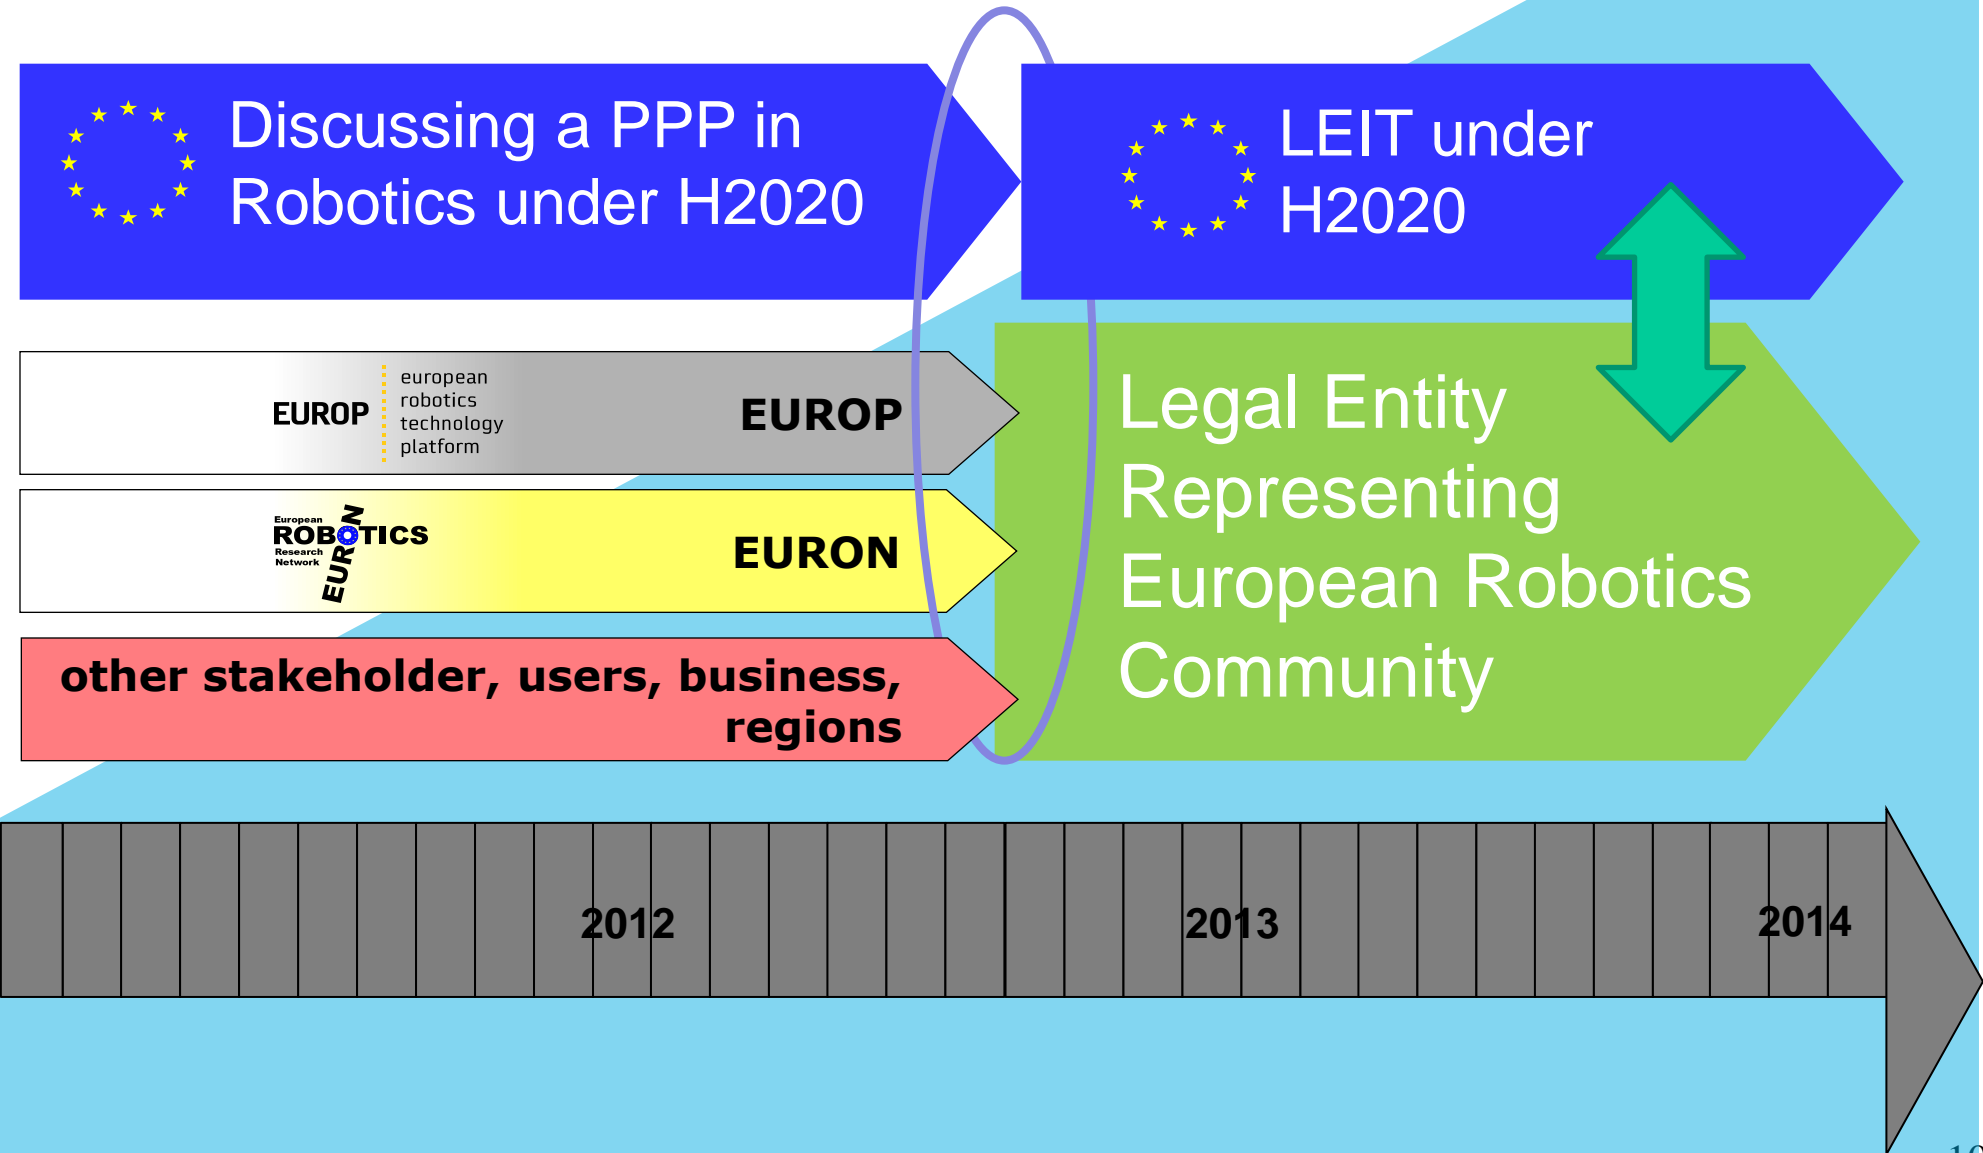 Discussing a PPP in
Robotics under H2020
LEIT under
H2020
EUROP
european
robotics
technology
platform
EUROP
European
ROBOTICS
Research
Network
EURON
EURON
other stakeholder, users, business,
regions
Legal Entity
Representing
European Robotics
Community
2012
2013
2014